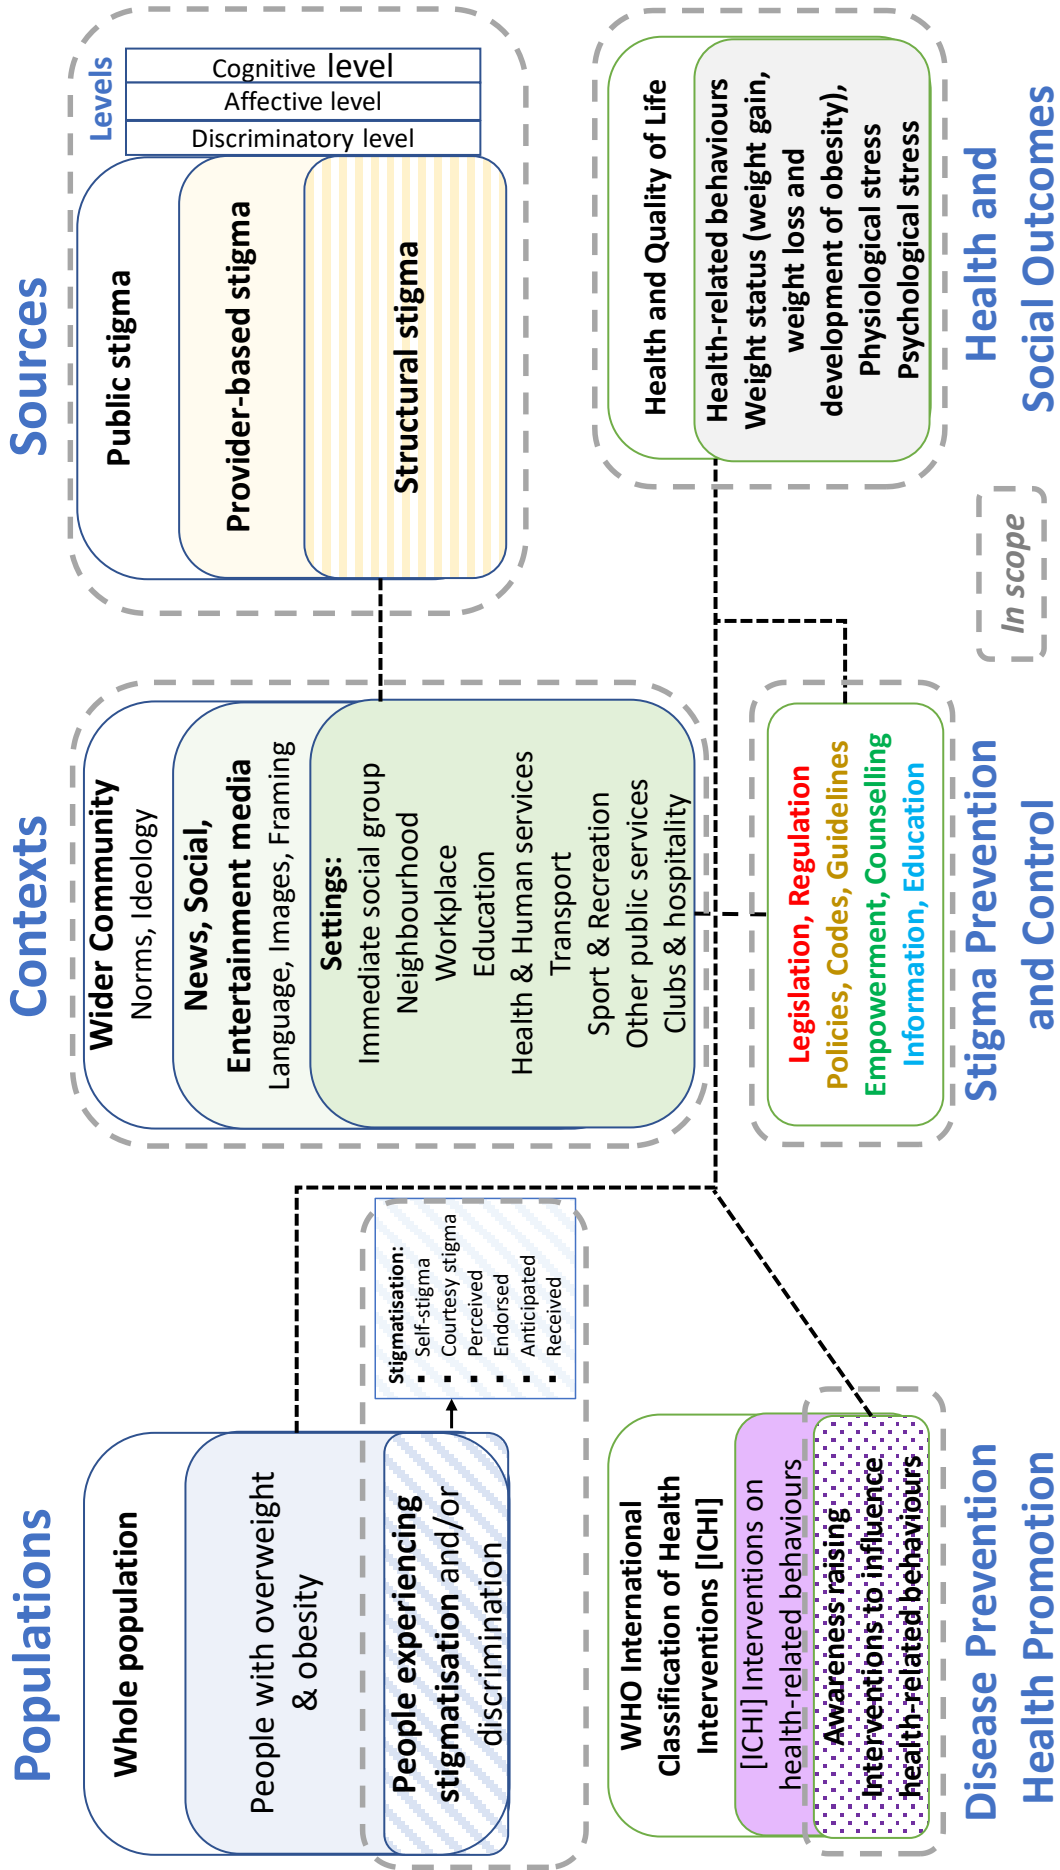 Populations
Whole population
People with overweight
& obesity
People experiencing
stigmatisation and/or
discrimination
Stigmatisation:
▪ Self-stigma
▪ Courtesy stigma
▪ Perceived
▪ Endorsed
▪ Anticipated
▪ Received
Contexts
Wider Community
Norms, Ideology
News, Social,
Entertainment media
Language, Images, Framing
Settings:
Immediate social group
Neighbourhood
Workplace
Education
Health & Human services
Transport
Sport & Recreation
Other public services
Clubs & hospitality
Sources
Public stigma
Provider-based stigma
Structural stigma
Levels
Cognitive level
Affective level
Discriminatory level
WHO International
Classification of Health
Interventions [ICHI]
[ICHI] Interventions on
health-related behaviours
Awareness raising
Interventions to influence
health-related behaviours
Disease Prevention
Health Promotion
Legislation, Regulation
Policies, Codes, Guidelines
Empowerment, Counselling
Information, Education
Stigma Prevention
and Control
In scope
Health and Quality of Life
Health-related behaviours
Weight status (weight gain,
weight loss and
development of obesity),
Physiological stress
Psychological stress
Health and
Social Outcomes